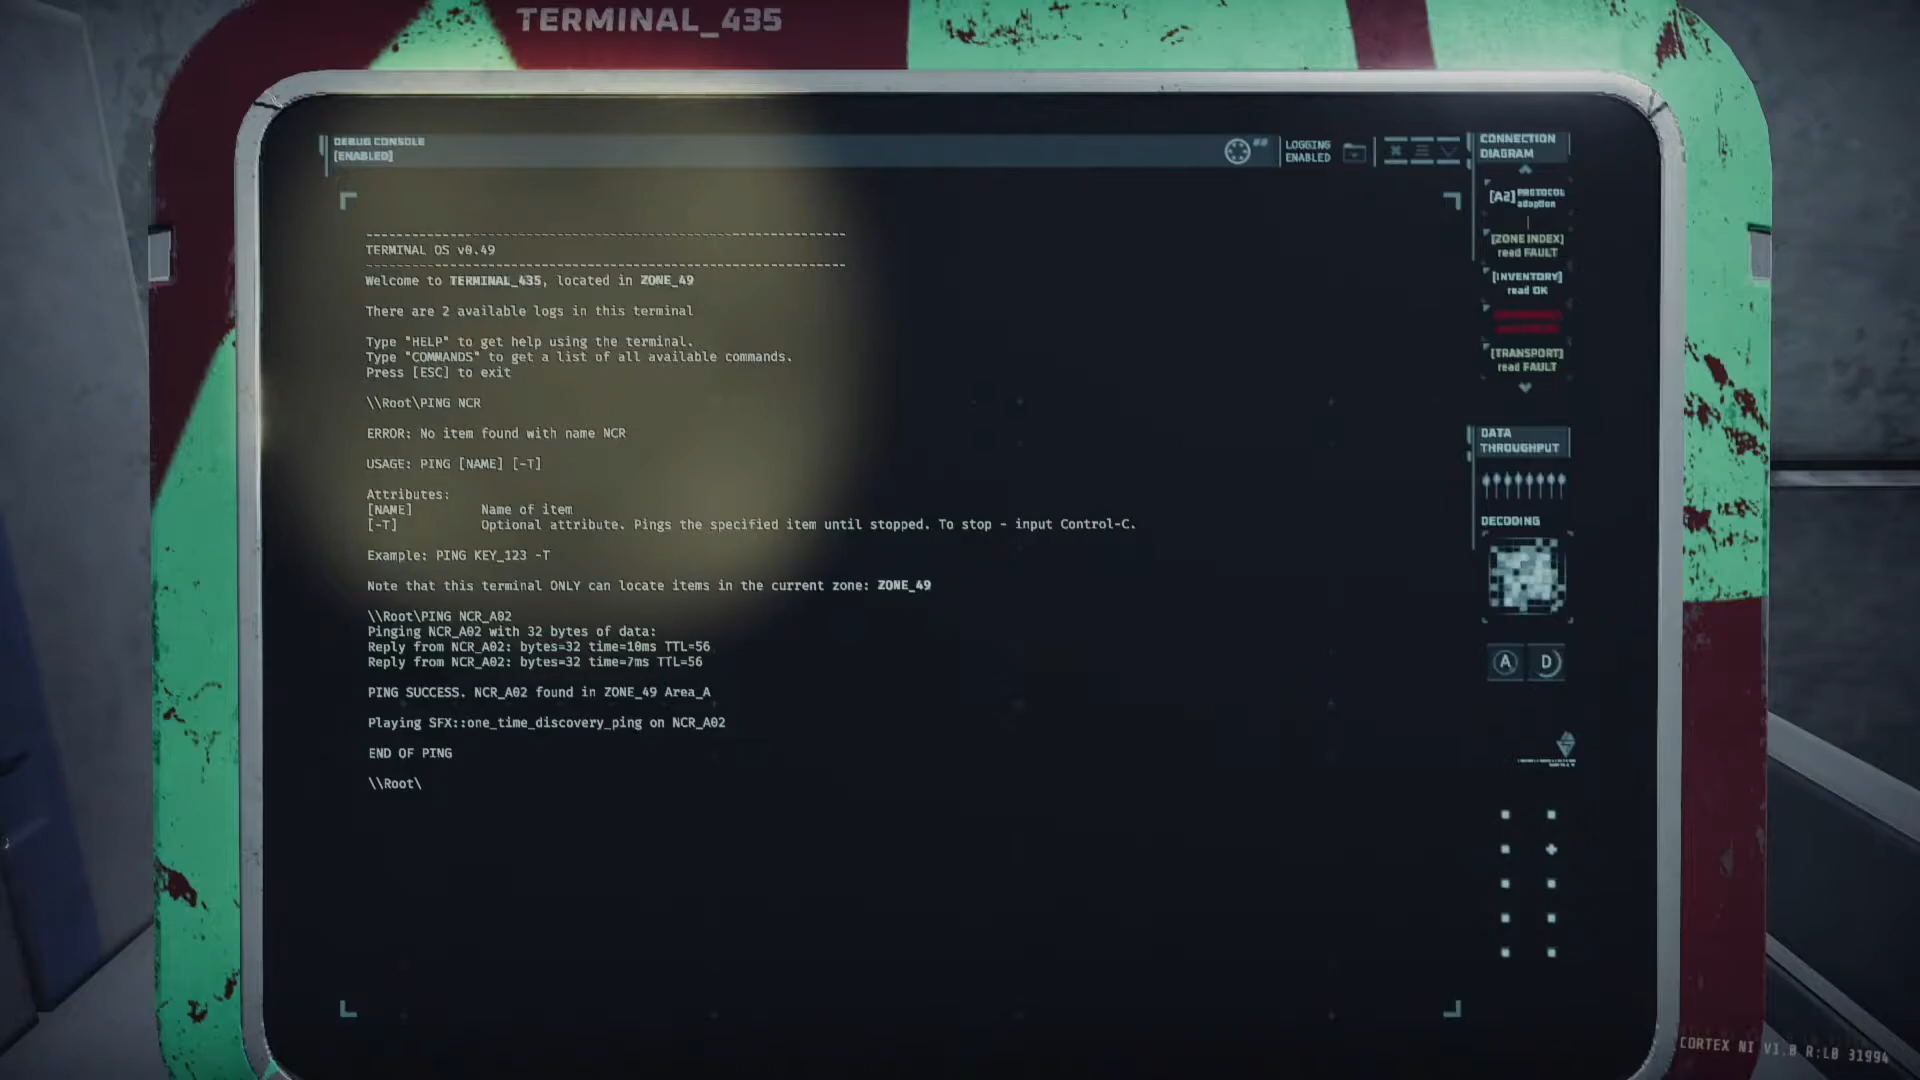 TERMINAL_435
DEBUG CONSOLE
[ENABLED]
LOGGING
ENABLED
--------------------------------------------------------------
TERMINAL OS v0.49
--------------------------------------------------------------
Welcome to TERMINAL_435, located in ZONE_49
There are 2 available logs in this terminal
Type "HELP" to get help using the terminal.
Type "COMMANDS" to get a list of all available commands.
Press [ESC] to exit
\\Root\PING NCR
ERROR: No item found with name NCR
USAGE: PING [NAME] [-T]
Attributes:
[NAME] Name of item
[-T] Optional attribute. Pings the specified item until stopped. To stop - input Control-C.
Example: PING KEY_123 -T
Note that this terminal ONLY can locate items in the current zone: ZONE_49
\\Root\PING NCR_A02
Pinging NCR_A02 with 32 bytes of data:
Reply from NCR_A02: bytes=32 time=10ms TTL=56
Reply from NCR_A02: bytes=32 time=7ms TTL=56
PING SUCCESS. NCR_A02 found in ZONE_49 Area_A
Playing SFX::one_time_discovery_ping on NCR_A02
END OF PING
\\Root\
CONNECTION
DIAGRAM
[A2] PROTOCOL
adaption
[ZONE INDEX]
read FAULT
[INVENTORY]
read OK
[TRANSPORT]
read FAULT
DATA
THROUGHPUT
DECODING
A D
CORTEX NI V1.0 R:L0 31994